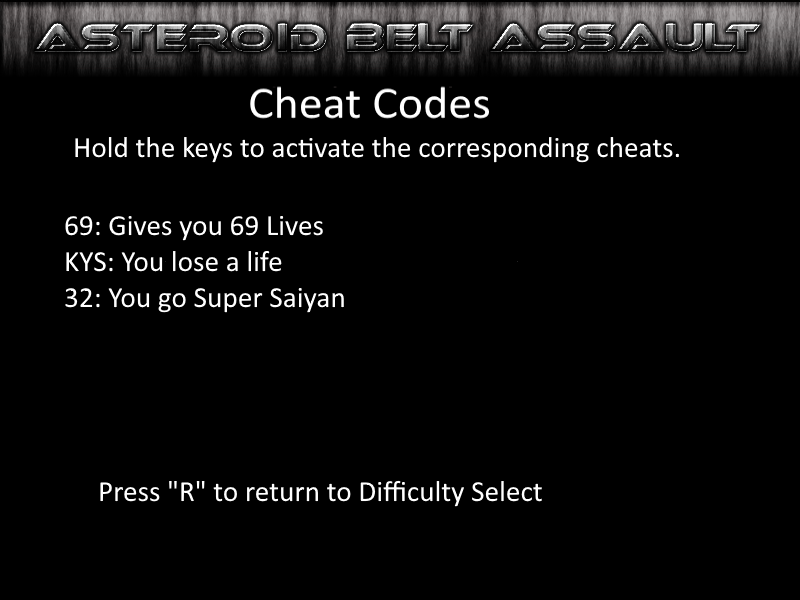 ASTEROID BELT ASSAULT
Cheat Codes
Hold the keys to activate the corresponding cheats.
69: Gives you 69 Lives
KYS: You lose a life
32: You go Super Saiyan
Press "R" to return to Difficulty Select